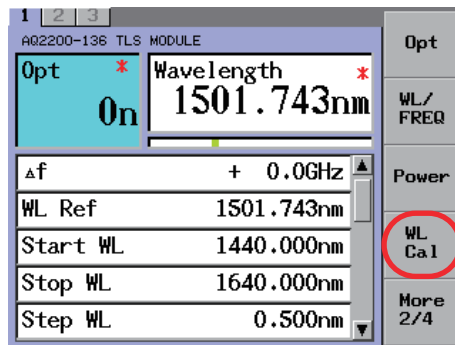 1 2 3
AQ2200-136 TLS MODULE
Opt *
On
Wavelength *
1501.743nm
▵f + 0.0GHz
WL Ref 1501.743nm
Start WL 1440.000nm
Stop WL 1640.000nm
Step WL 0.500nm
Opt
WL/
FREQ
Power
WL
Cal
More
2/4